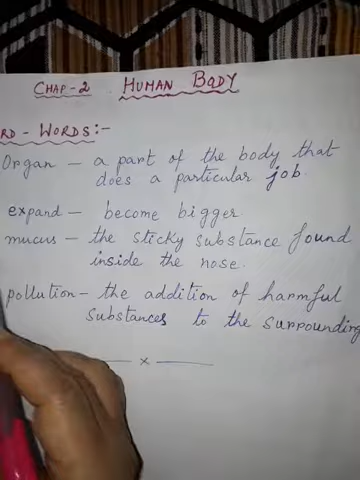 CHAP-2 HUMAN BODY
RD - WORDS:-
Organ - a part of the body that
does a particular job.
expand - become bigger.
mucus - the sticky substance found
inside the nose.
pollution - the addition of harmful
substances to the surrounding
x